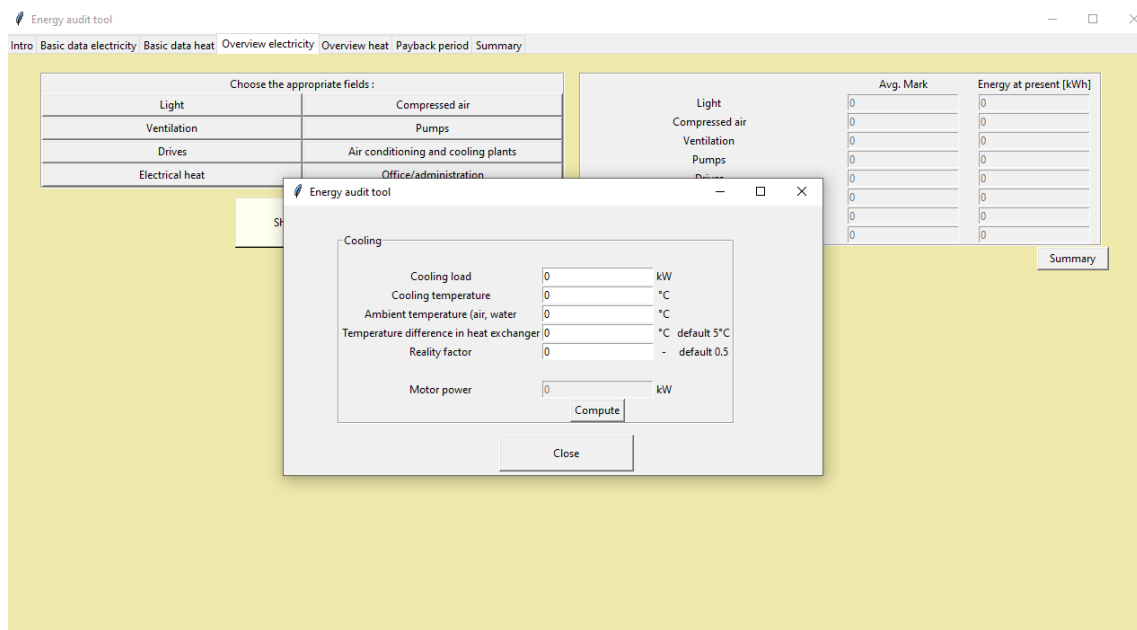 Energy audit tool
Intro Basic data electricity Basic data heat Overview electricity Overview heat Payback period Summary
Choose the appropriate fields :
Light Compressed air
Ventilation Pumps
Drives Air conditioning and cooling plants
Electrical heat Office/administration
Avg. Mark Energy at present [kWh]
Light 0 0
Compressed air 0 0
Ventilation 0 0
Pumps 0 0
Drives 0 0
0 0
0 0
0 0
Summary
Energy audit tool
Cooling
Cooling load 0 kW
Cooling temperature 0 °C
Ambient temperature (air, water 0 °C
Temperature difference in heat exchanger 0 °C default 5°C
Reality factor 0 - default 0.5
Motor power 0 kW
Compute
Close